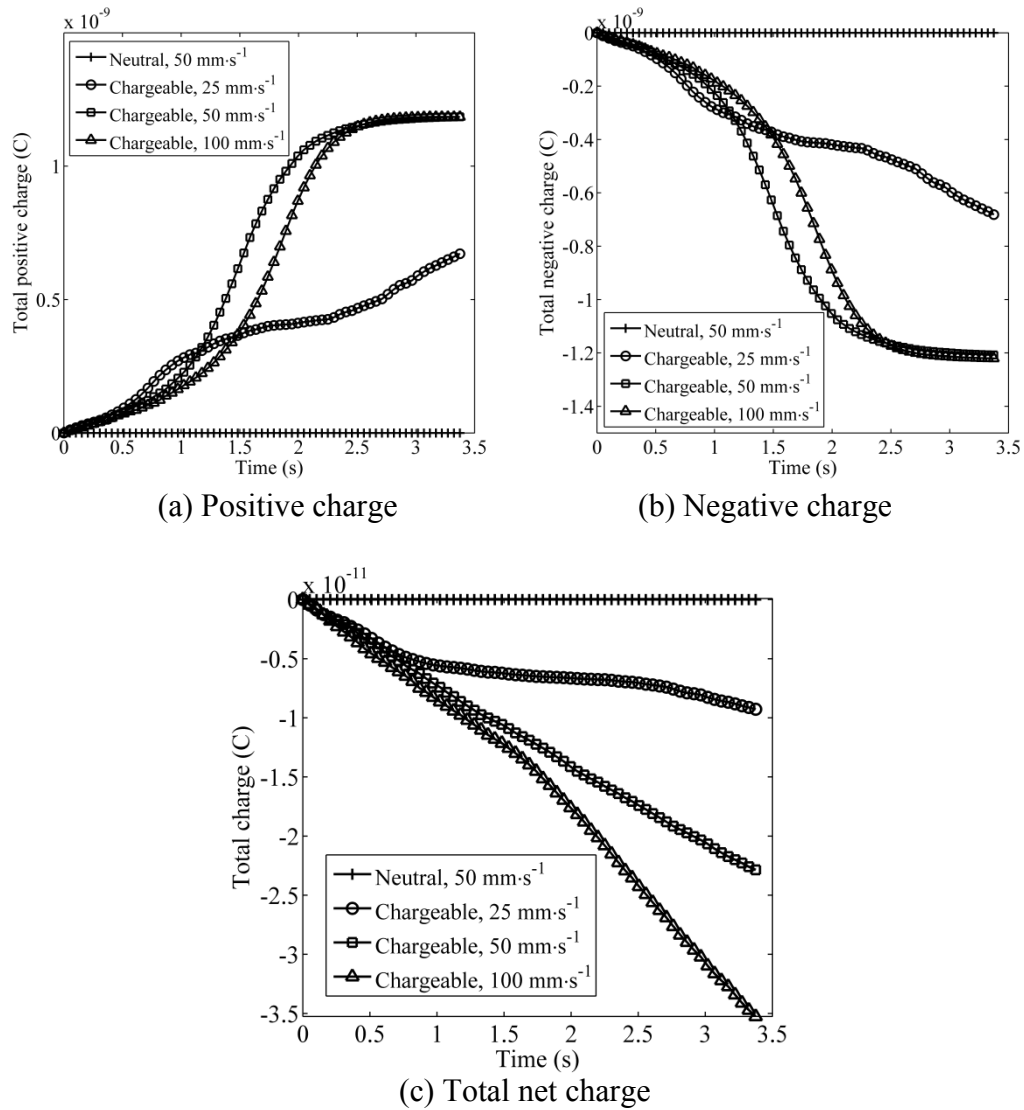 x 10⁻⁹
Neutral, 50 mm·s⁻¹
Chargeable, 25 mm·s⁻¹
Chargeable, 50 mm·s⁻¹
Chargeable, 100 mm·s⁻¹
Total positive charge (C)
1
0.5
0
0 0.5 1 1.5 2 2.5 3 3.5
Time (s)
(a) Positive charge
x 10⁻⁹
0
-0.2
-0.4
-0.6
-0.8
-1
-1.2
-1.4
Total negative charge (C)
Neutral, 50 mm·s⁻¹
Chargeable, 25 mm·s⁻¹
Chargeable, 50 mm·s⁻¹
Chargeable, 100 mm·s⁻¹
0 0.5 1 1.5 2 2.5 3 3.5
Time (s)
(b) Negative charge
x 10⁻¹¹
0
-0.5
-1
-1.5
-2
-2.5
-3
-3.5
Total charge (C)
Neutral, 50 mm·s⁻¹
Chargeable, 25 mm·s⁻¹
Chargeable, 50 mm·s⁻¹
Chargeable, 100 mm·s⁻¹
0 0.5 1 1.5 2 2.5 3 3.5
Time (s)
(c) Total net charge